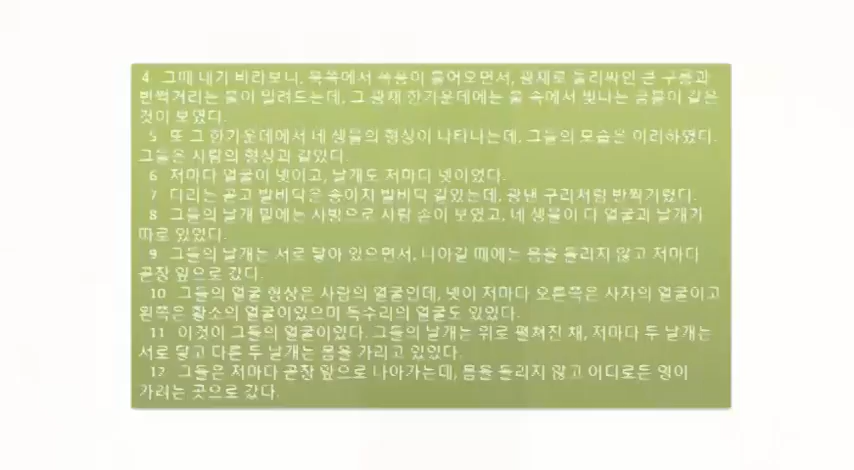 4 그때 내가 바라보니, 북쪽에서 폭풍이 불어오면서, 광채로 둘러싸인 큰 구름과
번쩍거리는 불이 밀려드는데, 그 광채 한가운데에는 불 속에서 빛나는 금붙이 같은
것이 보였다.
5 또 그 한가운데에서 네 생물의 형상이 나타나는데, 그들의 모습은 이러하였다.
그들은 사람의 형상과 같았다.
6 저마다 얼굴이 넷이고, 날개도 저마다 넷이었다.
7 다리는 곧고 발바닥은 송아지 발바닥 같았는데, 광낸 구리처럼 반짝거렸다.
8 그들의 날개 밑에는 사방으로 사람 손이 보였고, 네 생물이 다 얼굴과 날개가
따로 있었다.
9 그들의 날개는 서로 닿아 있으면서, 나아갈 때에는 몸을 돌리지 않고 저마다
곧장 앞으로 갔다.
10 그들의 얼굴 형상은 사람의 얼굴인데, 넷이 저마다 오른쪽은 사자의 얼굴이고
왼쪽은 황소의 얼굴이었으며 독수리의 얼굴도 있었다.
11 이것이 그들의 얼굴이었다. 그들의 날개는 위로 펼쳐진 채, 저마다 두 날개는
서로 닿고 다른 두 날개는 몸을 가리고 있었다.
12 그들은 저마다 곧장 앞으로 나아가는데, 몸을 돌리지 않고 어디로든 영이
가려는 곳으로 갔다.